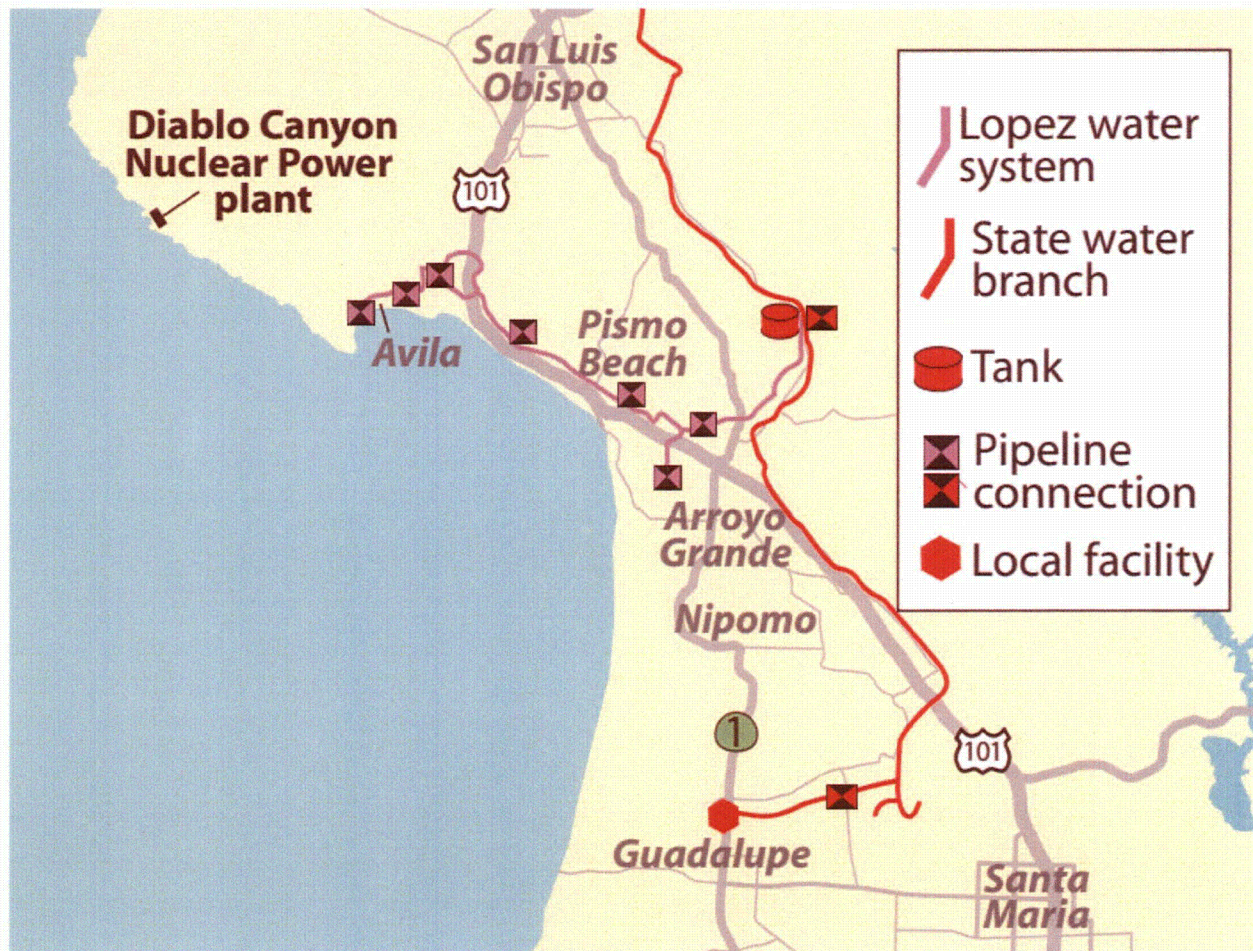 San Luis
Obispo
Diablo Canyon
Nuclear Power
plant
101
Avila
Pismo
Beach
Arroyo
Grande
Nipomo
1
101
Guadalupe
Santa
Maria
Lopez water
system
State water
branch
Tank
Pipeline
connection
Local facility